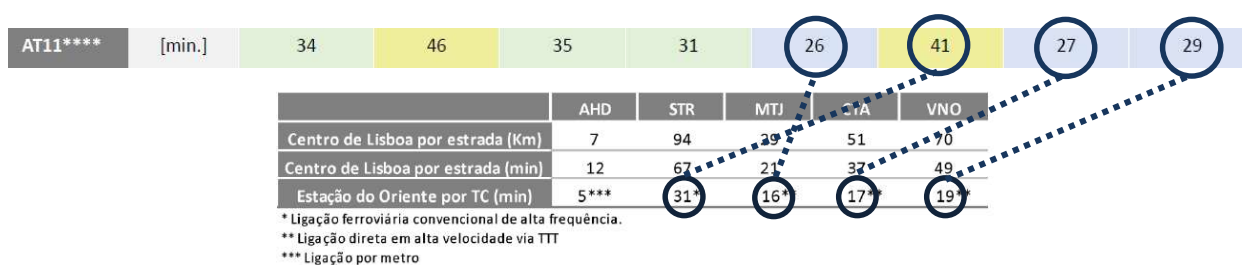 AT11**** [min.] 34 46 35 31 26 41 27 29
AHD STR MTJ CTA VNO
Centro de Lisboa por estrada (Km) 7 94 39 51 70
Centro de Lisboa por estrada (min) 12 67 21 37 49
Estação do Oriente por TC (min) 5*** 31* 16** 17** 19**
* Ligação ferroviária convencional de alta frequência.
** Ligação direta em alta velocidade via TTT
*** Ligação por metro